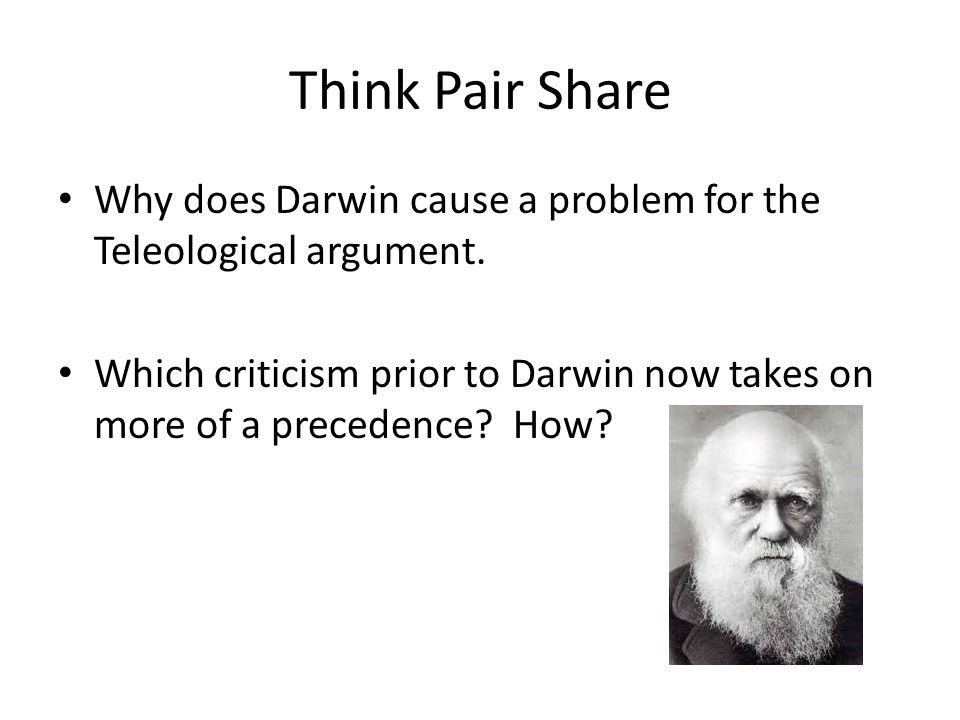 Think Pair Share
• Why does Darwin cause a problem for the
Teleological argument.
• Which criticism prior to Darwin now takes on
more of a precedence?  How?